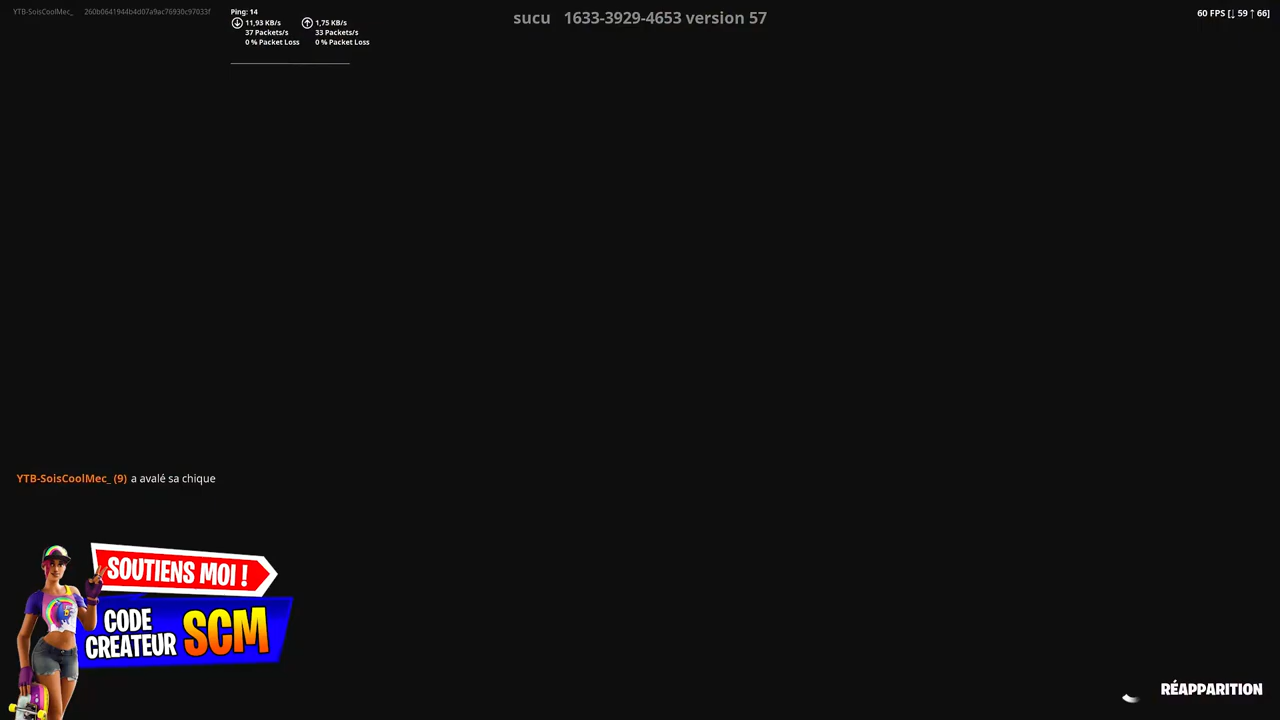 YTB-SoisCoolMec_ 260b0641944b4d07a9ac76930c97033f
Ping: 14
11,93 KB/s 1,75 KB/s
37 Packets/s 33 Packets/s
0 % Packet Loss 0 % Packet Loss
sucu 1633-3929-4653 version 57
60 FPS [↓ 59 ↑ 66]
YTB-SoisCoolMec_ (9) a avalé sa chique
SOUTIENS MOI !
CODE
CREATEUR SCM
RÉAPPARITION